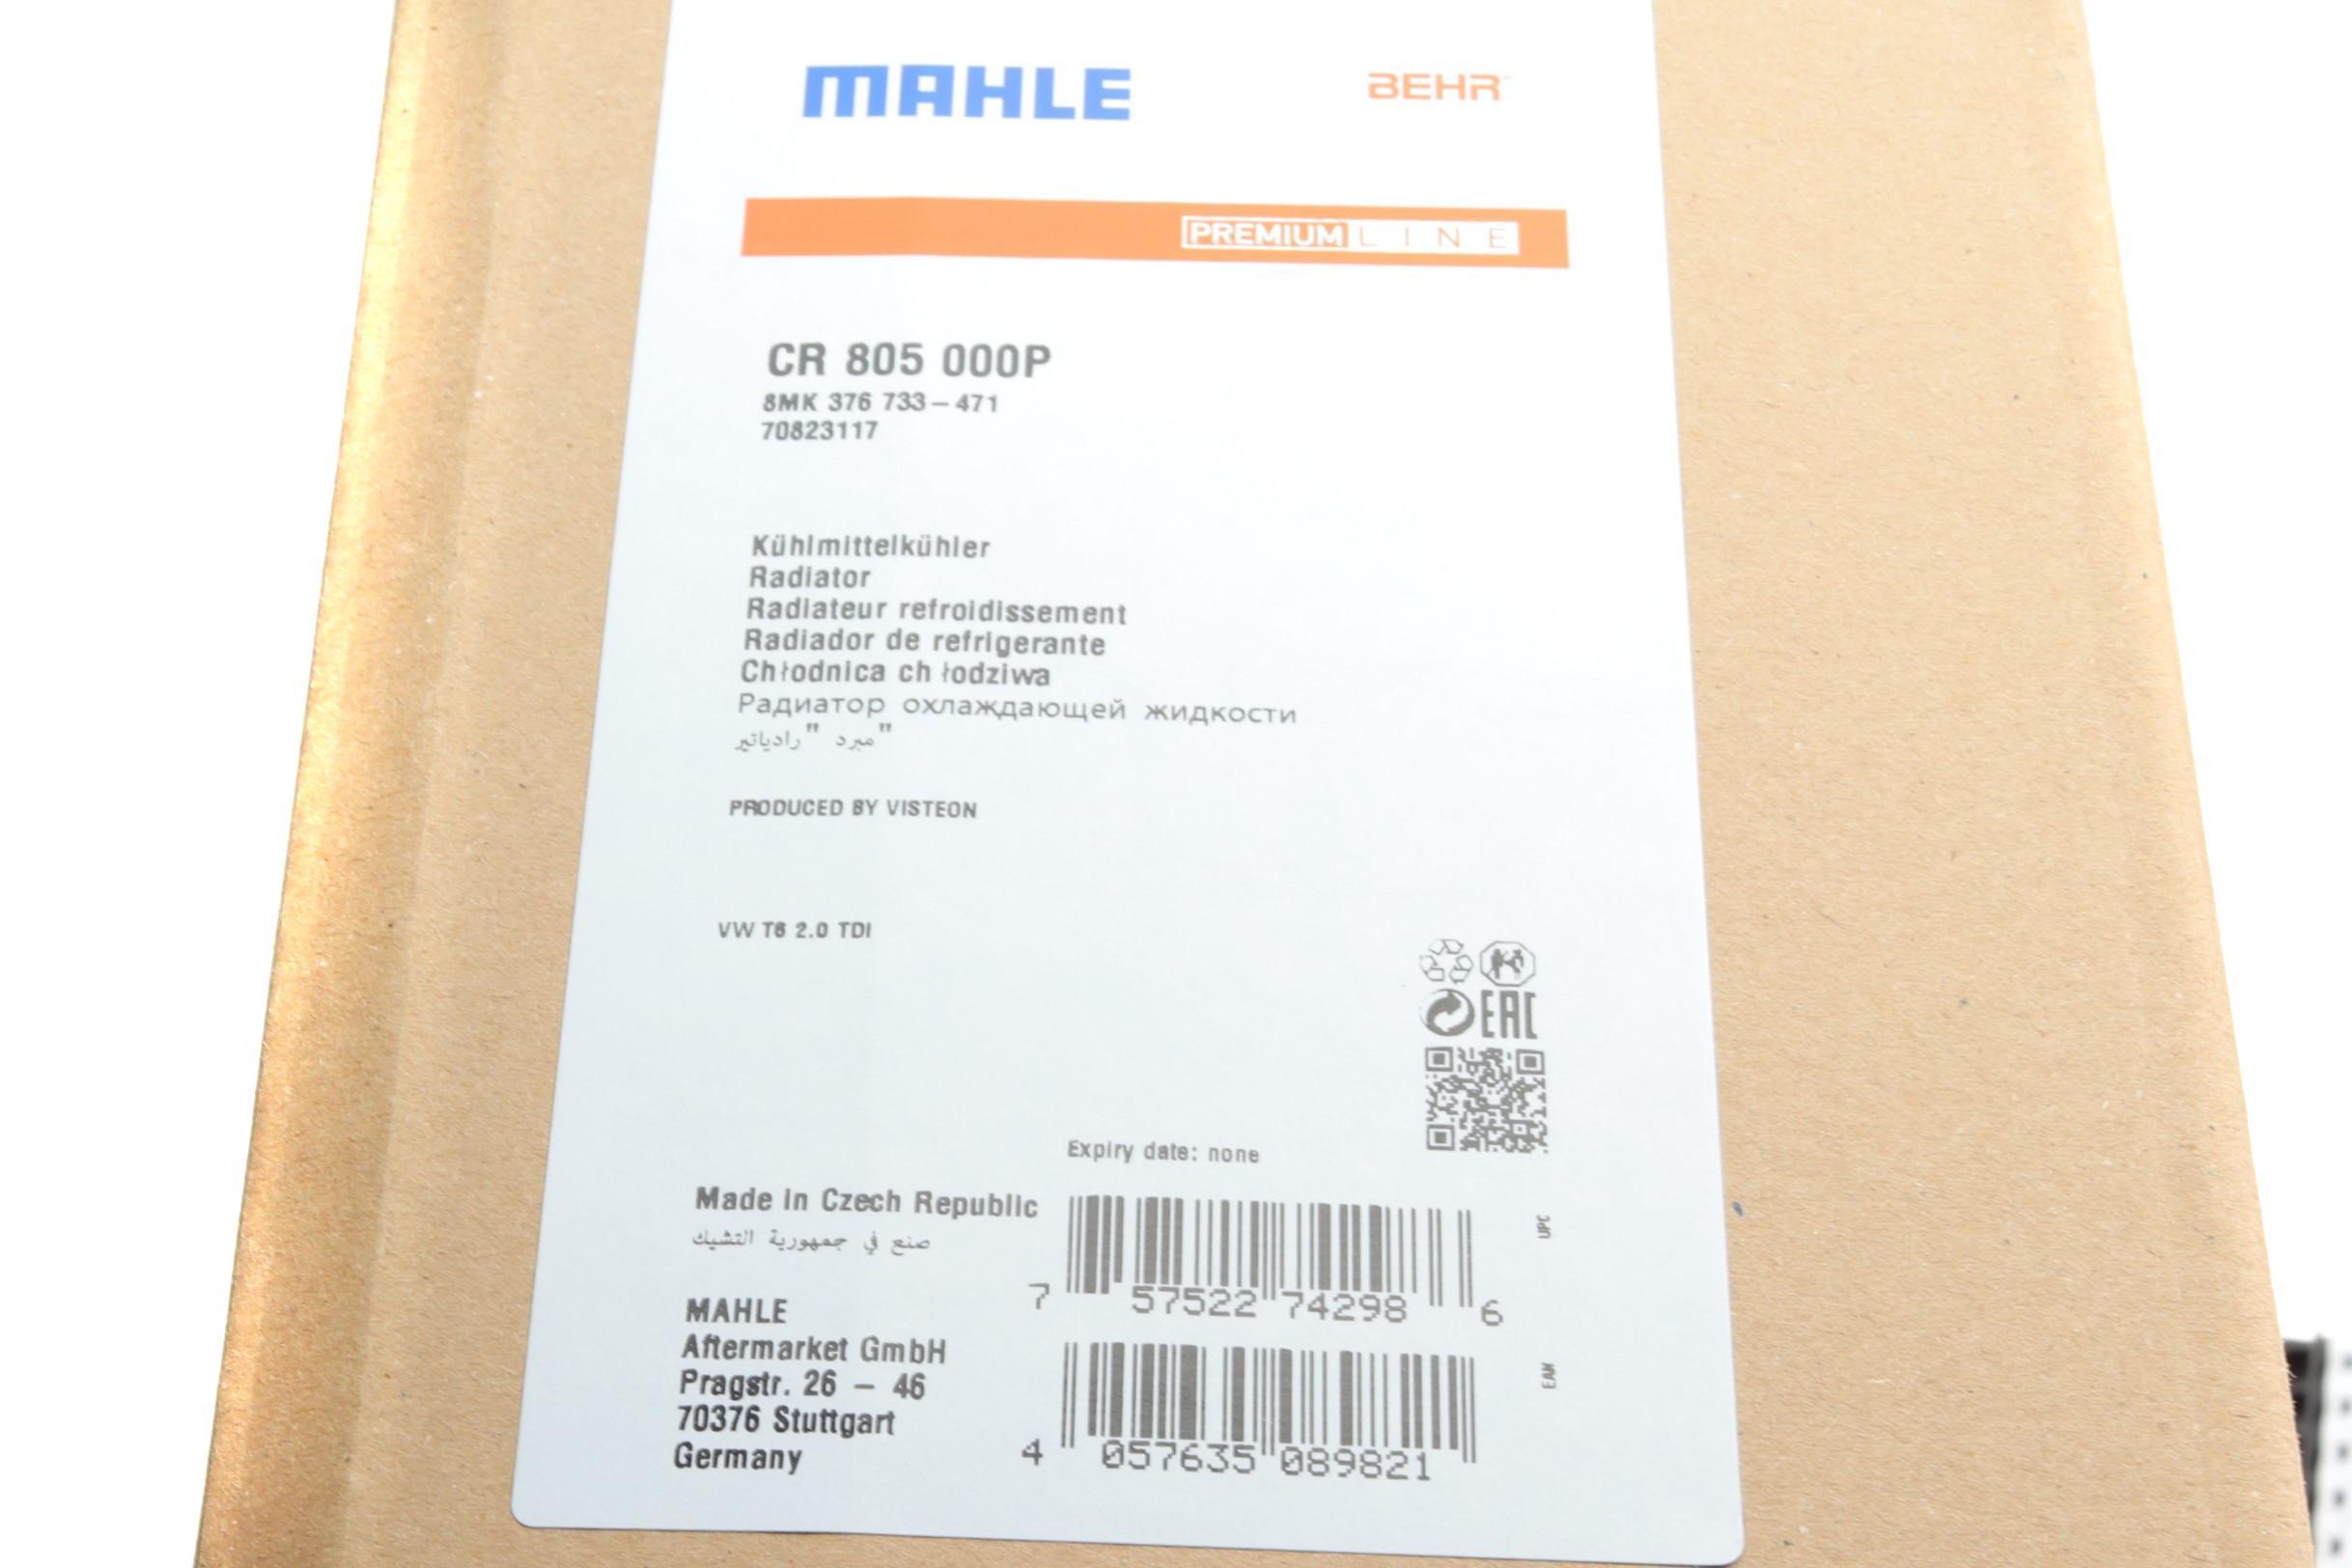 MAHLE
BEHR
PREMIUM LINE
CR 805 000P
8MK 376 733-471
70823117
Kühlmittelkühler
Radiator
Radiateur refroidissement
Radiador de refrigerante
Chłodnica ch łodziwa
Радиатор охлаждающей жидкости
"مبرد "رادياتير
PRODUCED BY VISTEON
VW T6 2.0 TDI
EAC
Expiry date: none
Made in Czech Republic
صنع في جمهورية التشيك
UPC
7 57522 74298 6
MAHLE
Aftermarket GmbH
Pragstr. 26 - 46
70376 Stuttgart
Germany
EAN
4 057635 089821